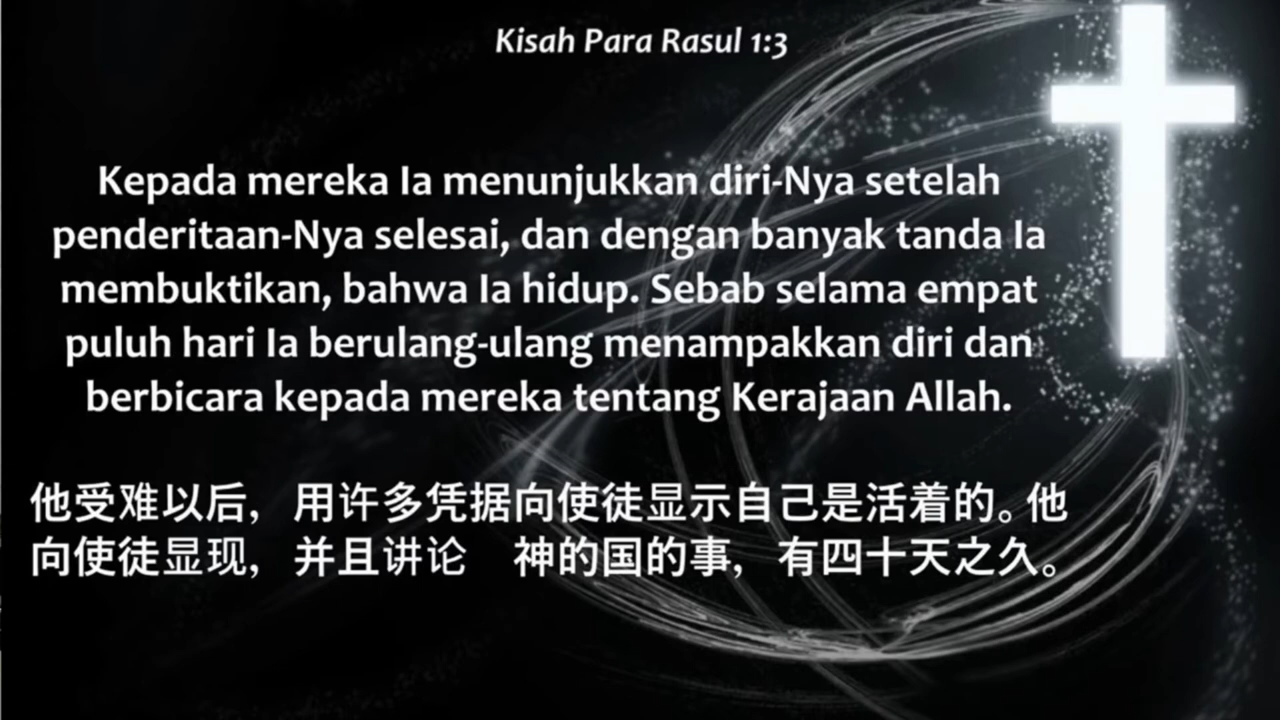 Kisah Para Rasul 1:3
Kepada mereka Ia menunjukkan diri-Nya setelah
penderitaan-Nya selesai, dan dengan banyak tanda Ia
membuktikan, bahwa Ia hidup. Sebab selama empat
puluh hari Ia berulang-ulang menampakkan diri dan
berbicara kepada mereka tentang Kerajaan Allah.
他受难以后，用许多凭据向使徒显示自己是活着的。他
向使徒显现，并且讲论　神的国的事，有四十天之久。